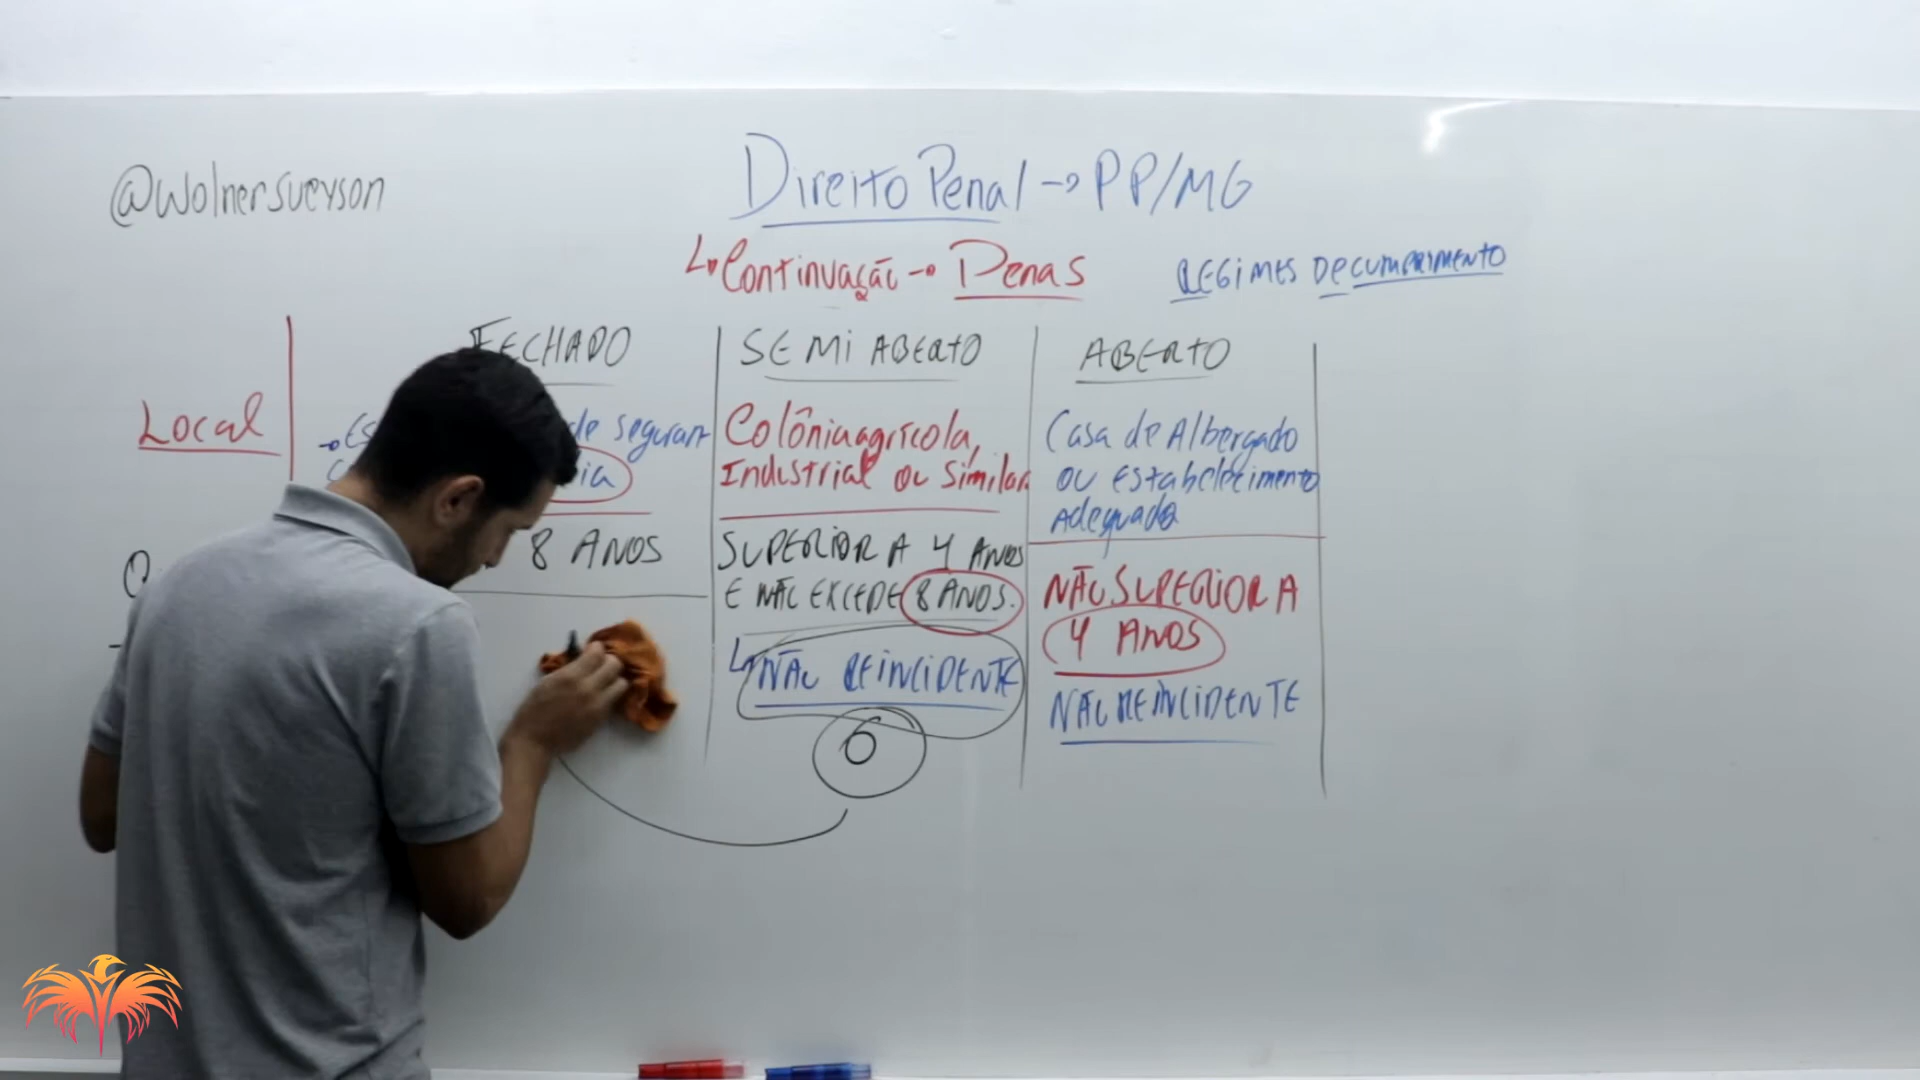 @wolnersueyson
Direito Penal → PP/MG
↳ Continuação → Penas
REGIMES DE CUMPRIMENTO
FECHADO
SEMI ABERTO
ABERTO
Local
de seguran
Colônia agrícola,
Industrial ou Similar
Casa de Albergado
ou Estabelecimento
Adequado
8 ANOS
SUPERIOR A 4 ANOS
E NÃO EXCEDE 8 ANOS.
NÃO SUPERIOR A
4 ANOS
↳ NÃO REINCIDENTE
NÃO REINCIDENTE
6